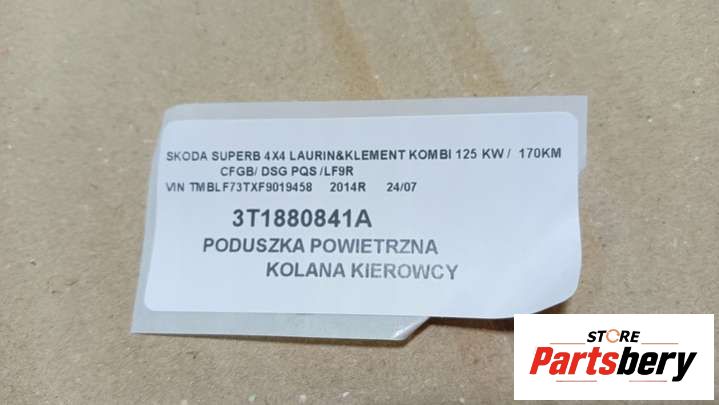 SKODA SUPERB 4X4 LAURIN&KLEMENT KOMBI 125 KW / 170KM
CFGB/ DSG PQS /LF9R
VIN TMBLF73TXF9019458 2014R 24/07
3T1880841A
PODUSZKA POWIETRZNA
KOLANA KIEROWCY
STORE
Partsbery